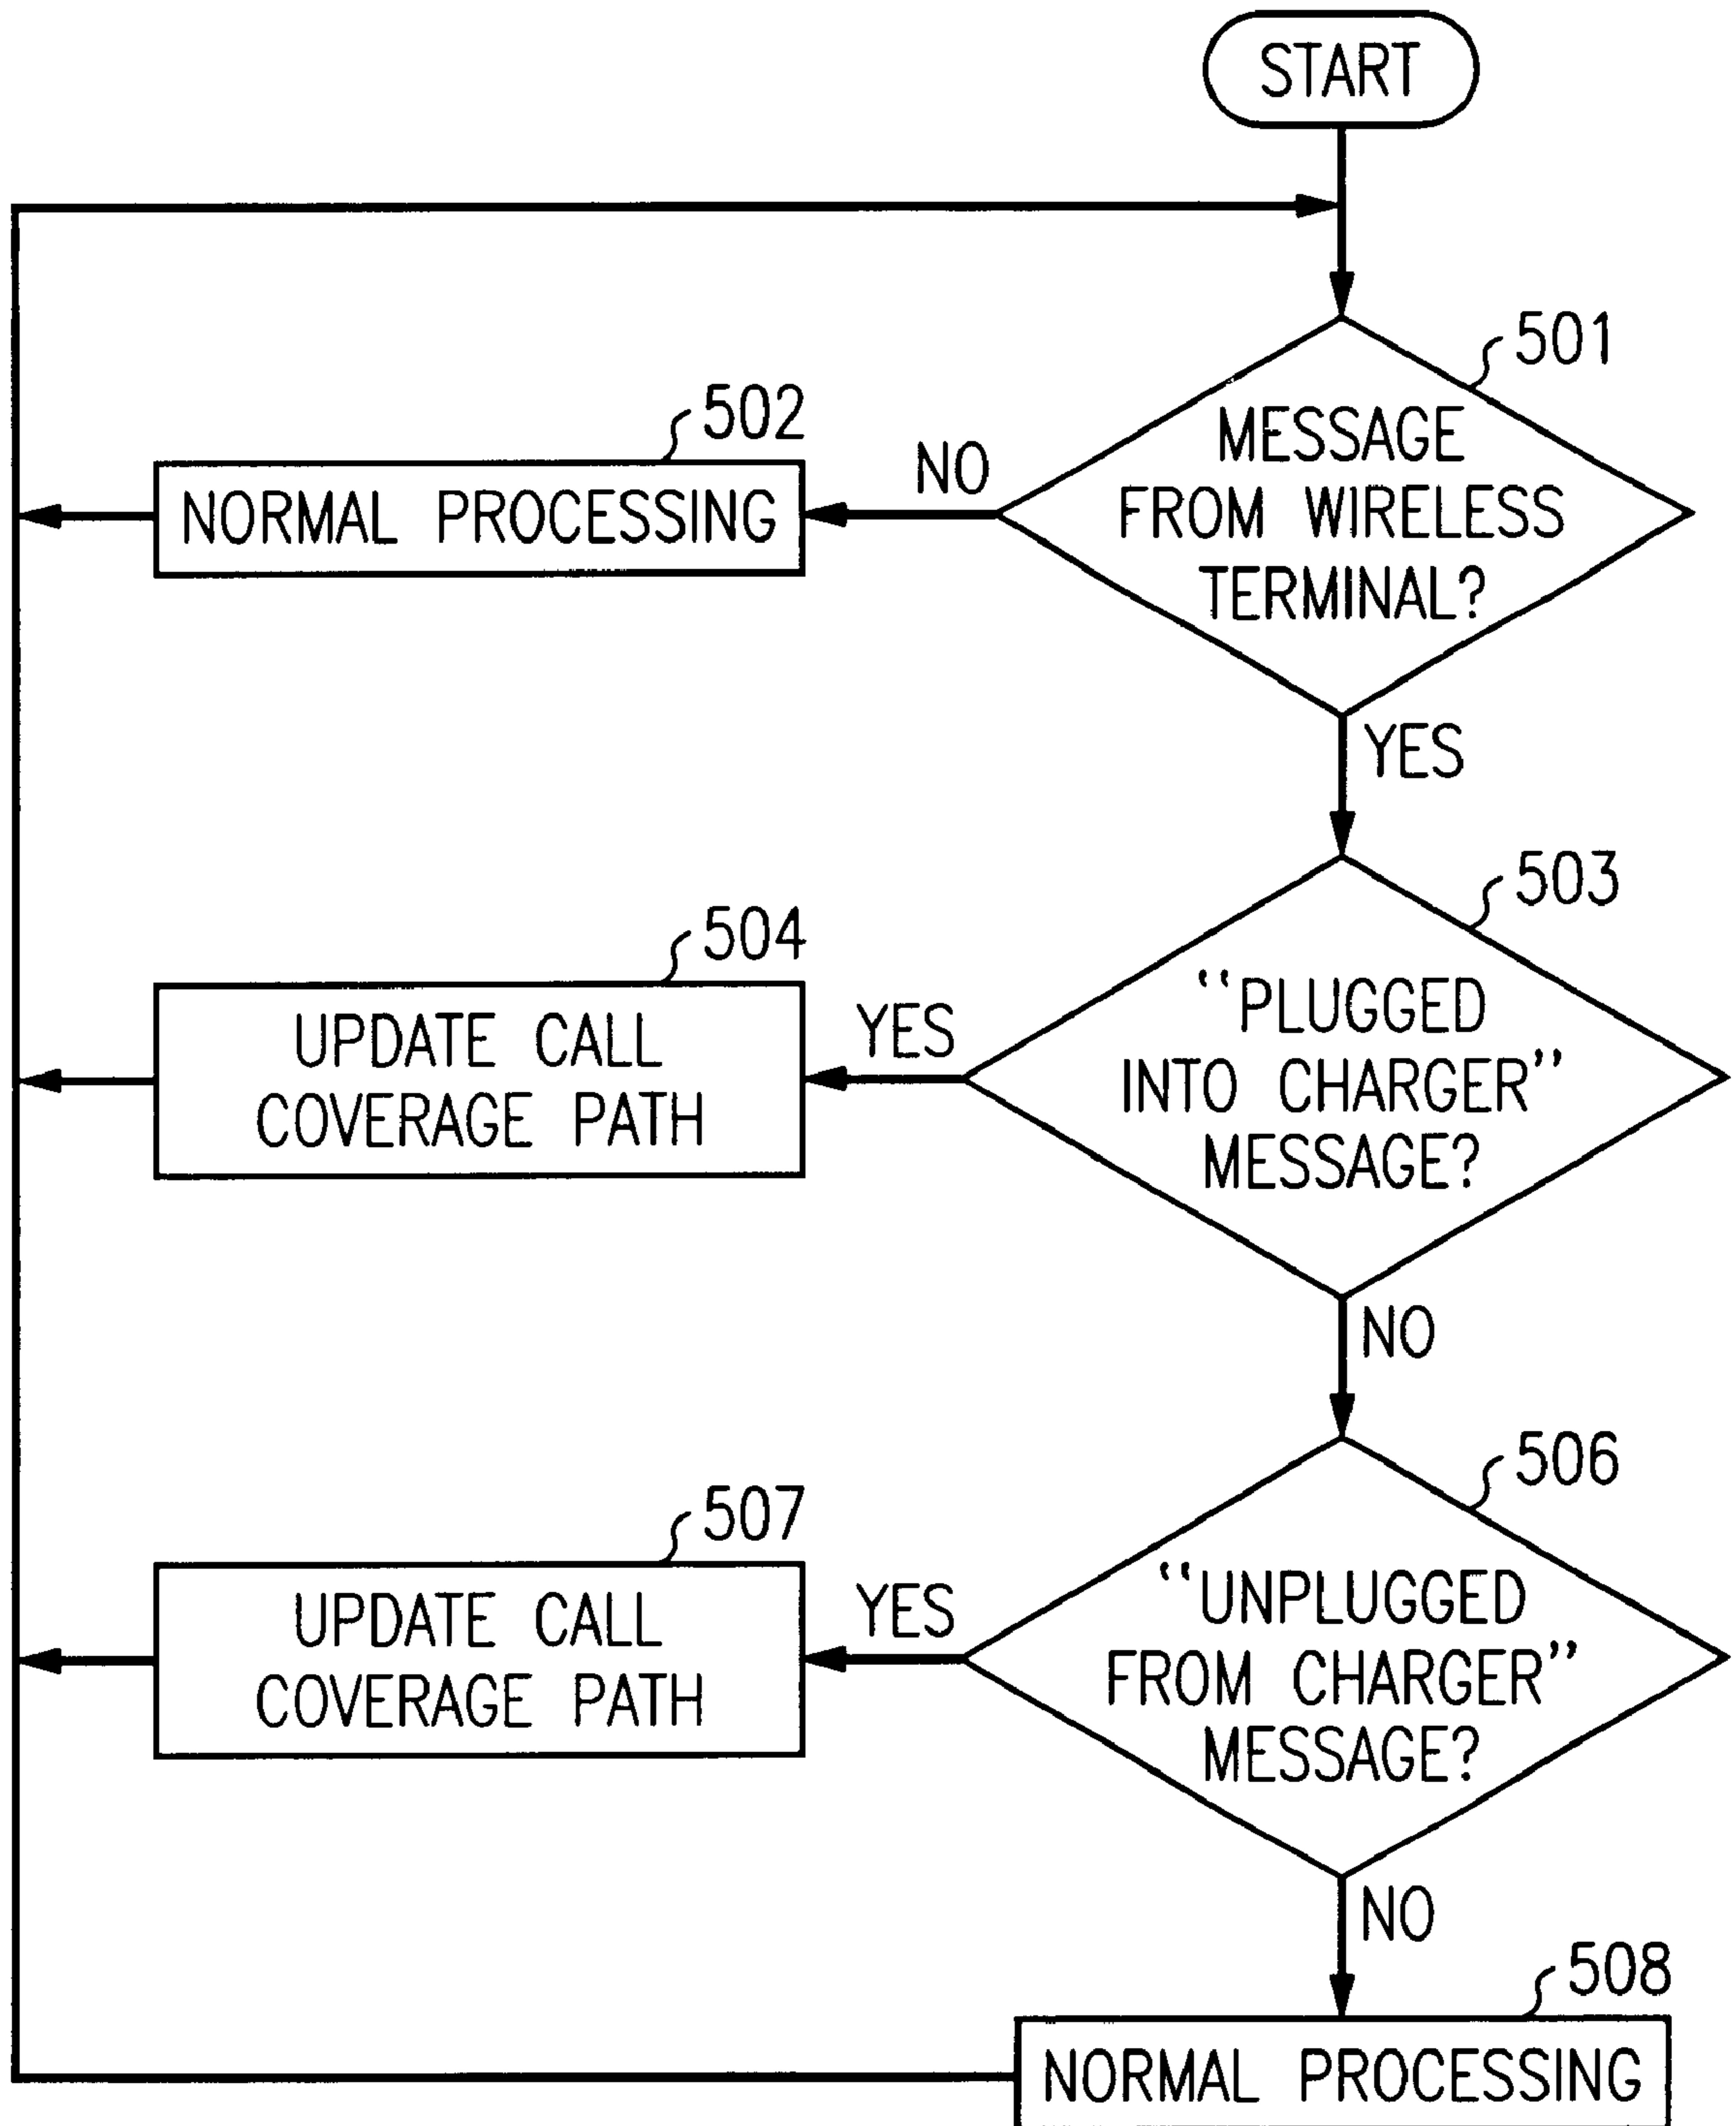 START
501
MESSAGE
FROM WIRELESS
TERMINAL?
NO
502
NORMAL PROCESSING
YES
503
“PLUGGED
INTO CHARGER”
MESSAGE?
YES
504
UPDATE CALL
COVERAGE PATH
NO
506
“UNPLUGGED
FROM CHARGER”
MESSAGE?
YES
507
UPDATE CALL
COVERAGE PATH
NO
508
NORMAL PROCESSING